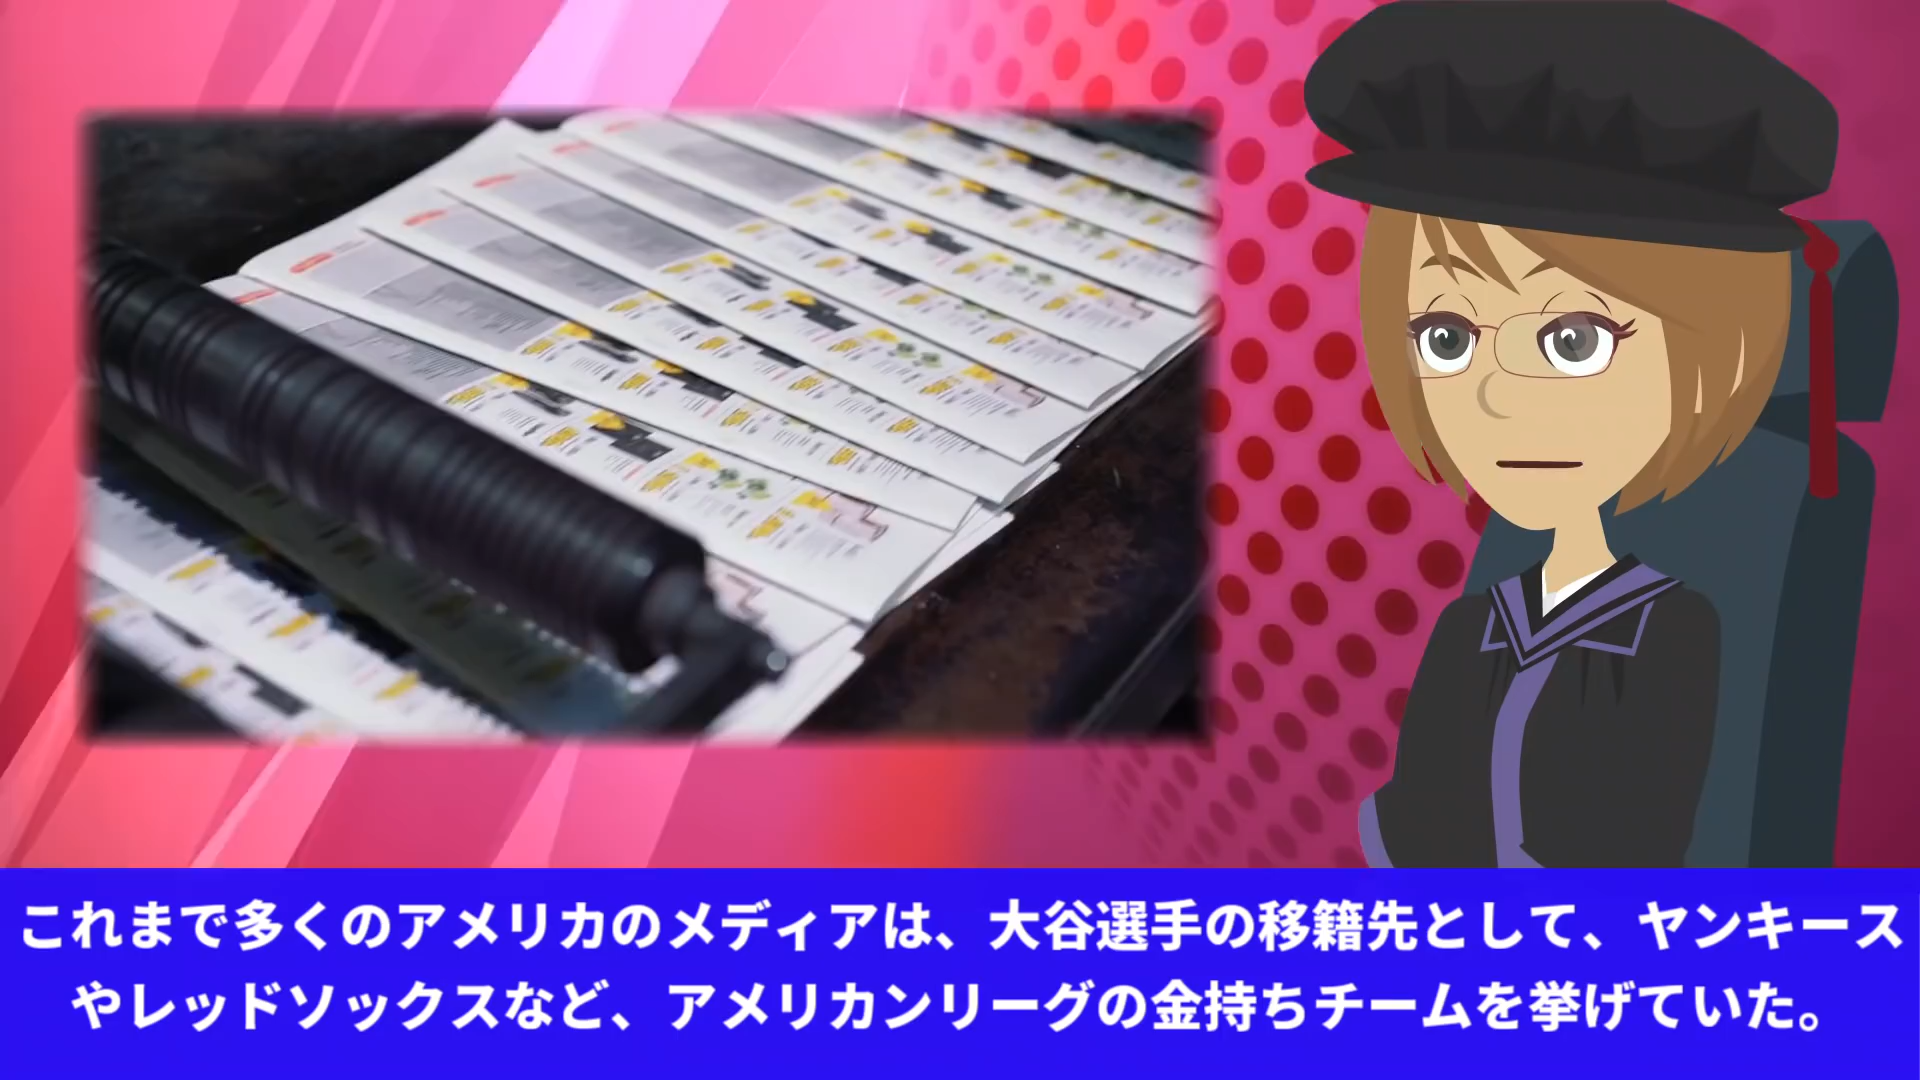 これまで多くのアメリカのメディアは、大谷選手の移籍先として、ヤンキース
やレッドソックスなど、アメリカンリーグの金持ちチームを挙げていた。